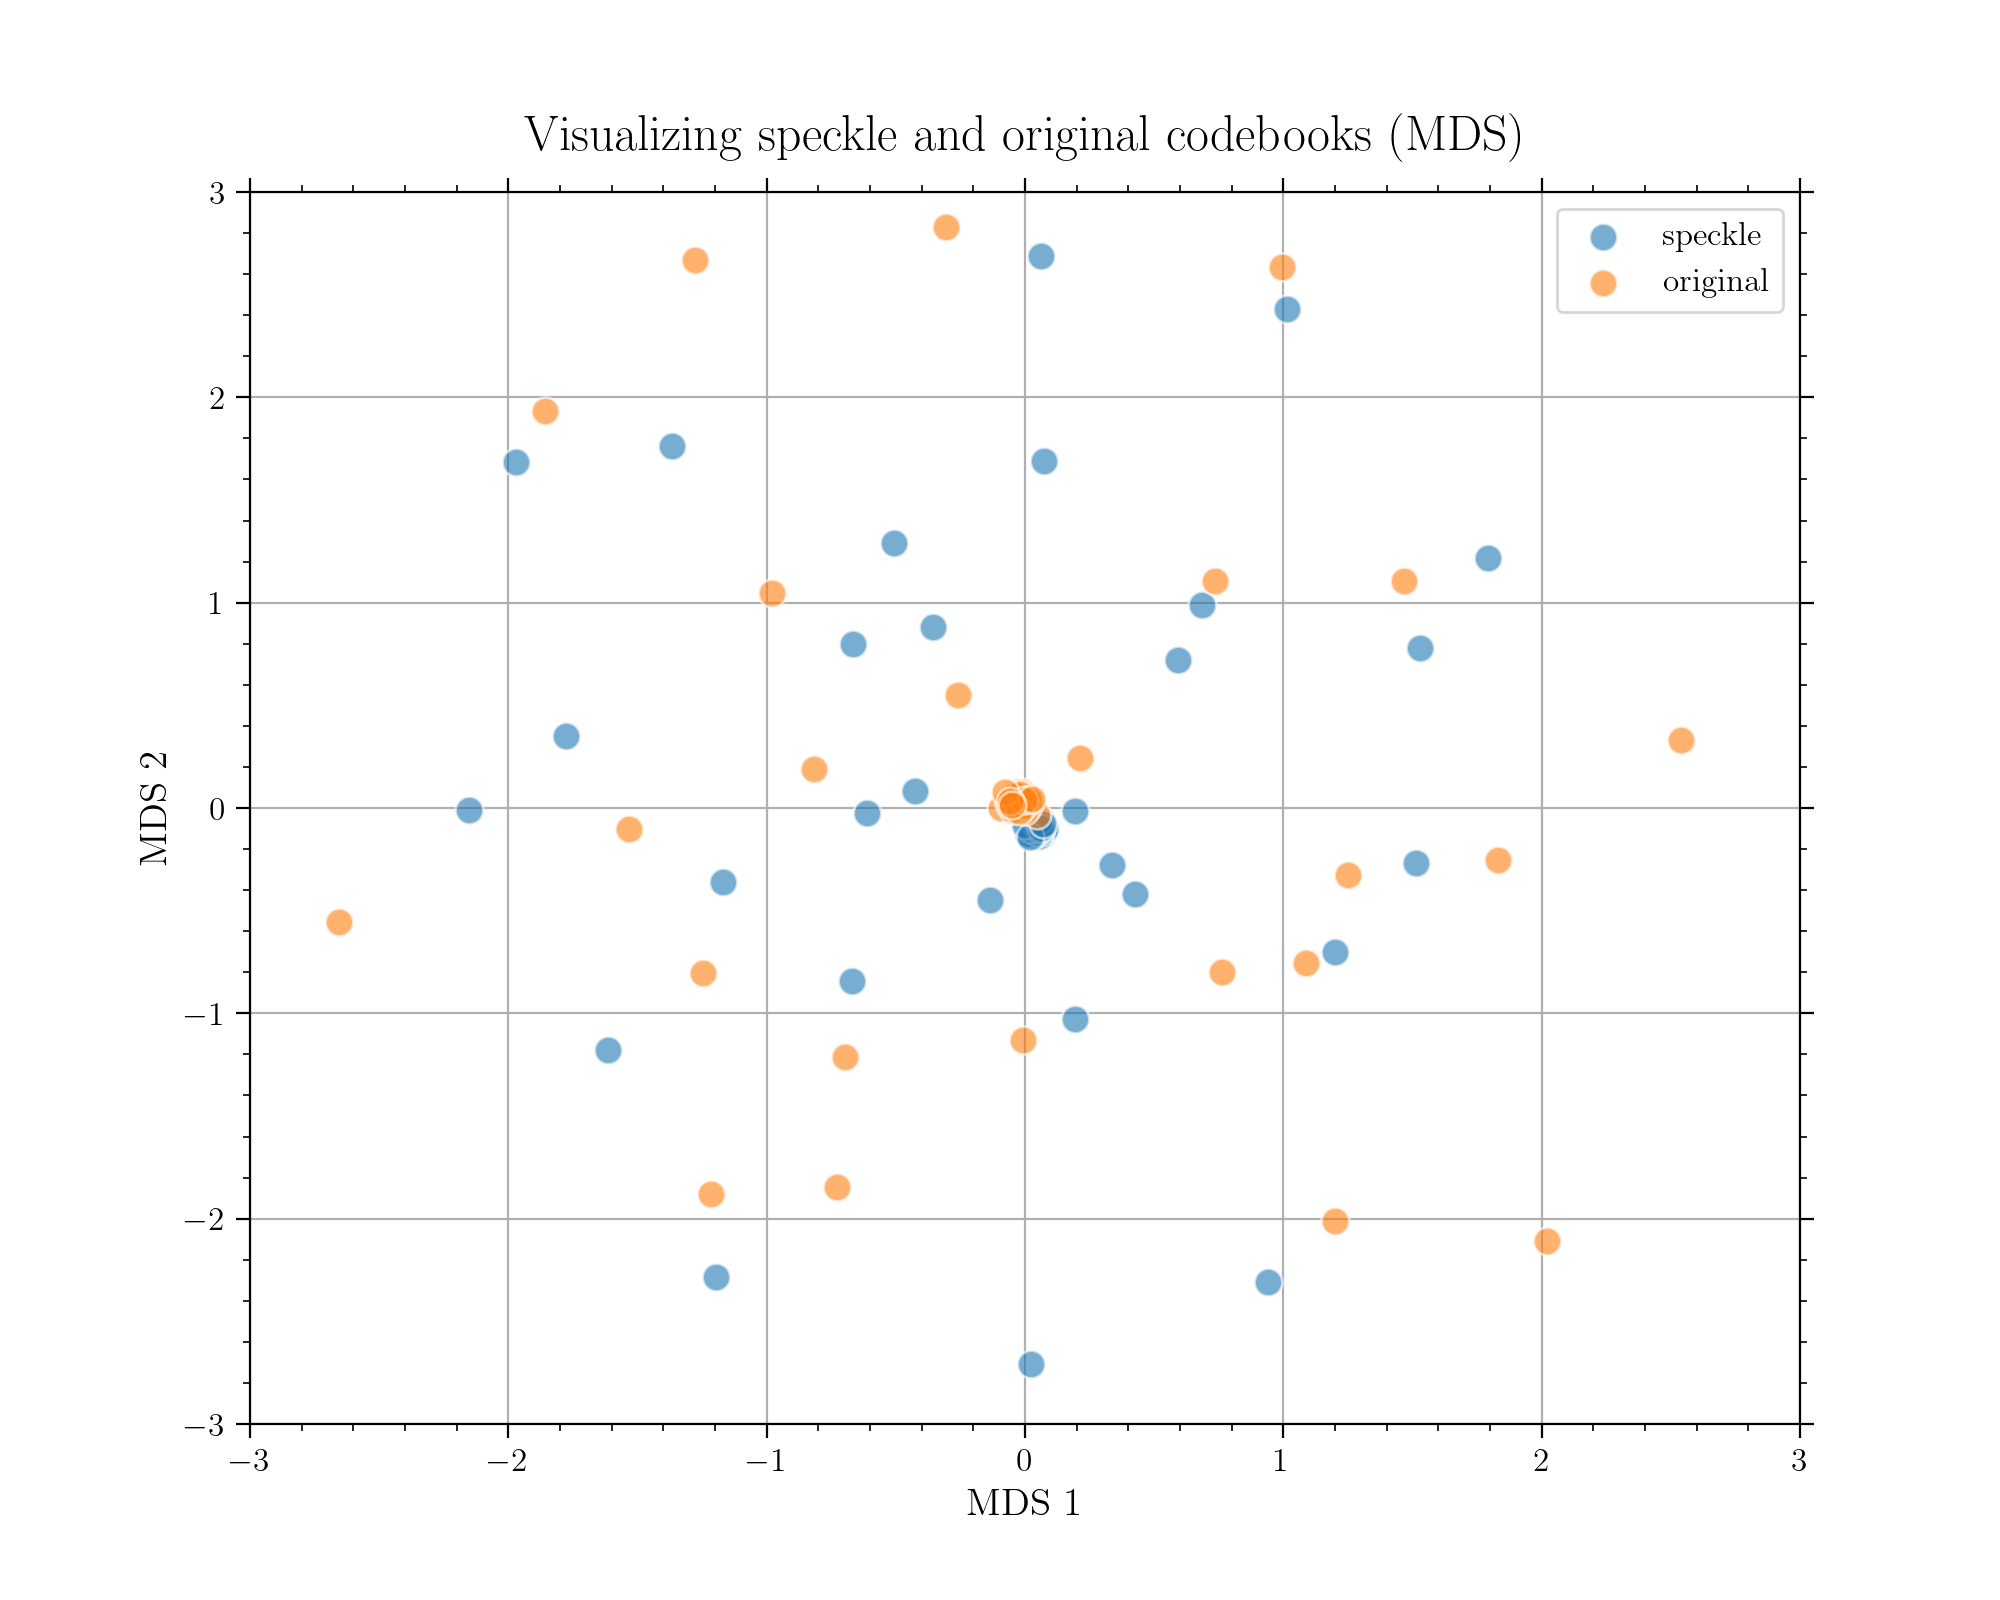 Visualizing speckle and original codebooks (MDS)
speckle
original
3
2
1
0
−1
−2
−3
MDS 2
−3
−2
−1
0
1
2
3
MDS 1